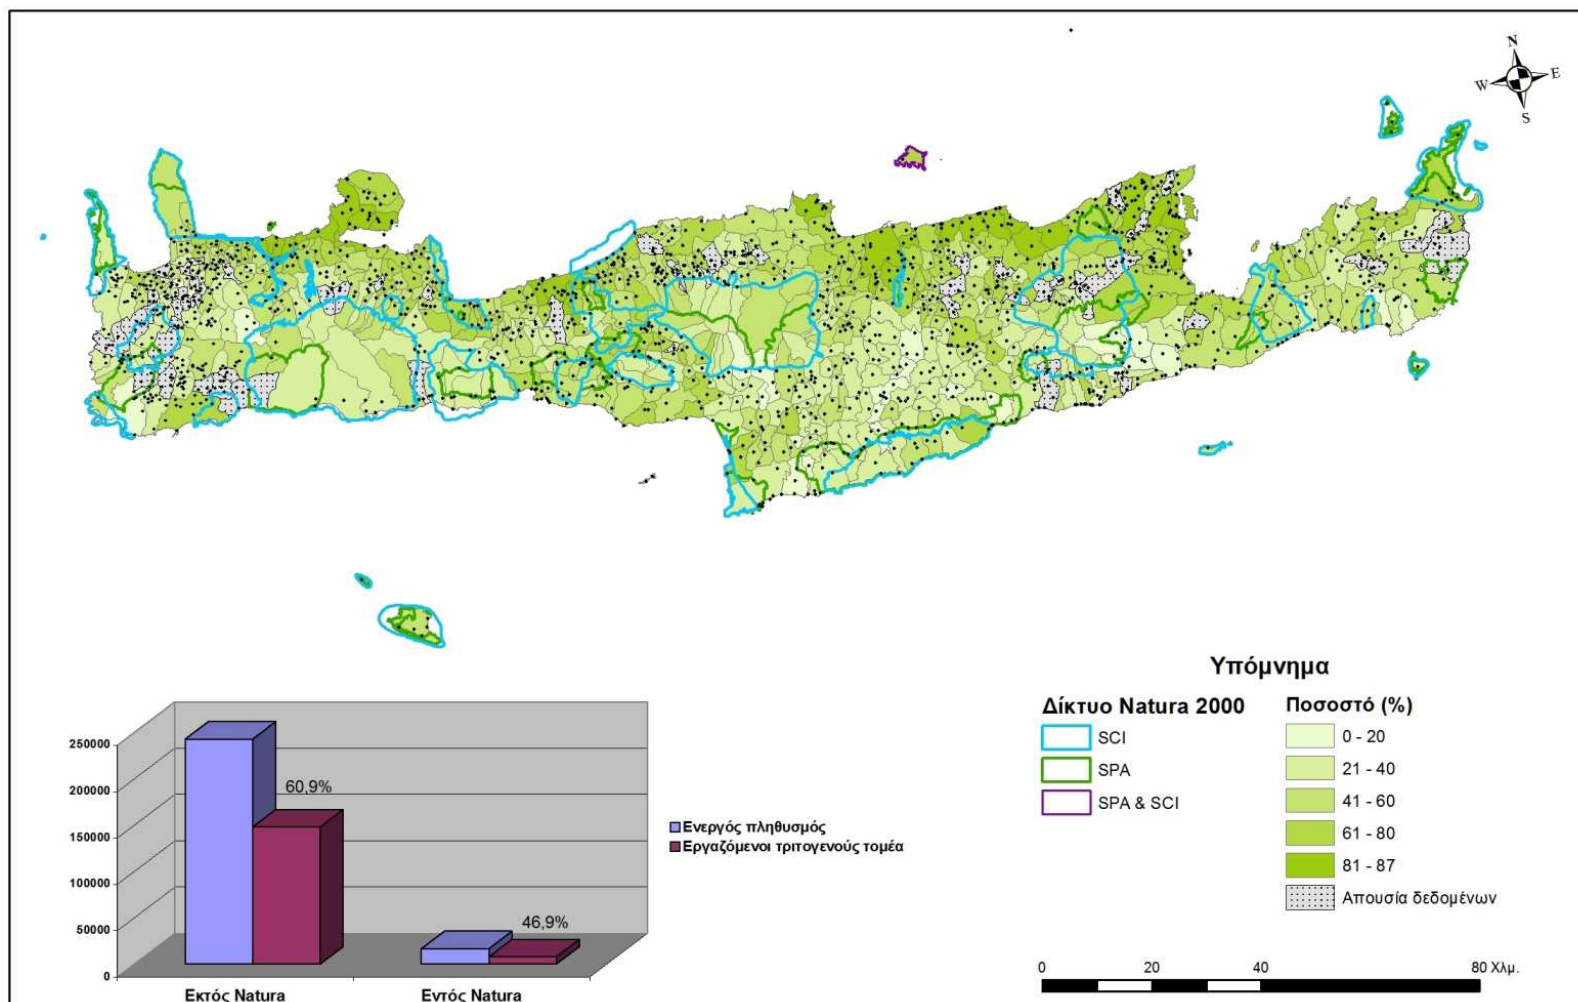 N
W E
S
Υπόμνημα
Δίκτυο Natura 2000
SCI
SPA
SPA & SCI
Ποσοστό (%)
0 - 20
21 - 40
41 - 60
61 - 80
81 - 87
Απουσία δεδομένων
0 20 40 80 Χλμ.
250000
200000
150000
100000
50000
0
60,9%
46,9%
Εκτός Natura
Εντός Natura
Ενεργός πληθυσμός
Εργαζόμενοι τριτογενούς τομέα